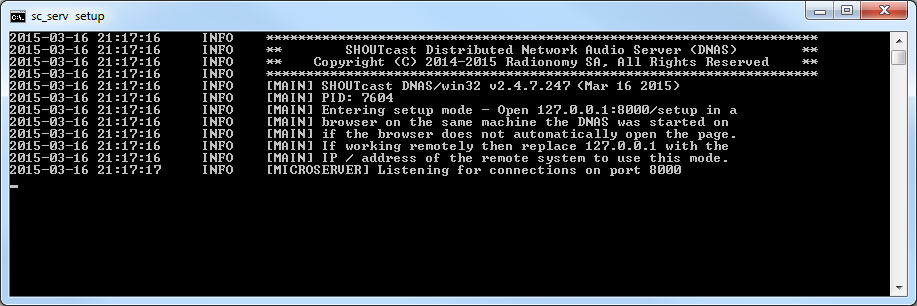 sc_serv setup
2015-03-16 21:17:16 INFO *******************************************************************
2015-03-16 21:17:16 INFO ** SHOUTcast Distributed Network Audio Server (DNAS) **
2015-03-16 21:17:16 INFO ** Copyright (C) 2014-2015 Radionomy SA, All Rights Reserved **
2015-03-16 21:17:16 INFO *******************************************************************
2015-03-16 21:17:16 INFO [MAIN] SHOUTcast DNAS/win32 v2.4.7.247 (Mar 16 2015)
2015-03-16 21:17:16 INFO [MAIN] PID: 7604
2015-03-16 21:17:16 INFO [MAIN] Entering setup mode - Open 127.0.0.1:8000/setup in a
2015-03-16 21:17:16 INFO [MAIN] browser on the same machine the DNAS was started on
2015-03-16 21:17:16 INFO [MAIN] if the browser does not automatically open the page.
2015-03-16 21:17:16 INFO [MAIN] If working remotely then replace 127.0.0.1 with the
2015-03-16 21:17:16 INFO [MAIN] IP / address of the remote system to use this mode.
2015-03-16 21:17:17 INFO [MICROSERVER] Listening for connections on port 8000